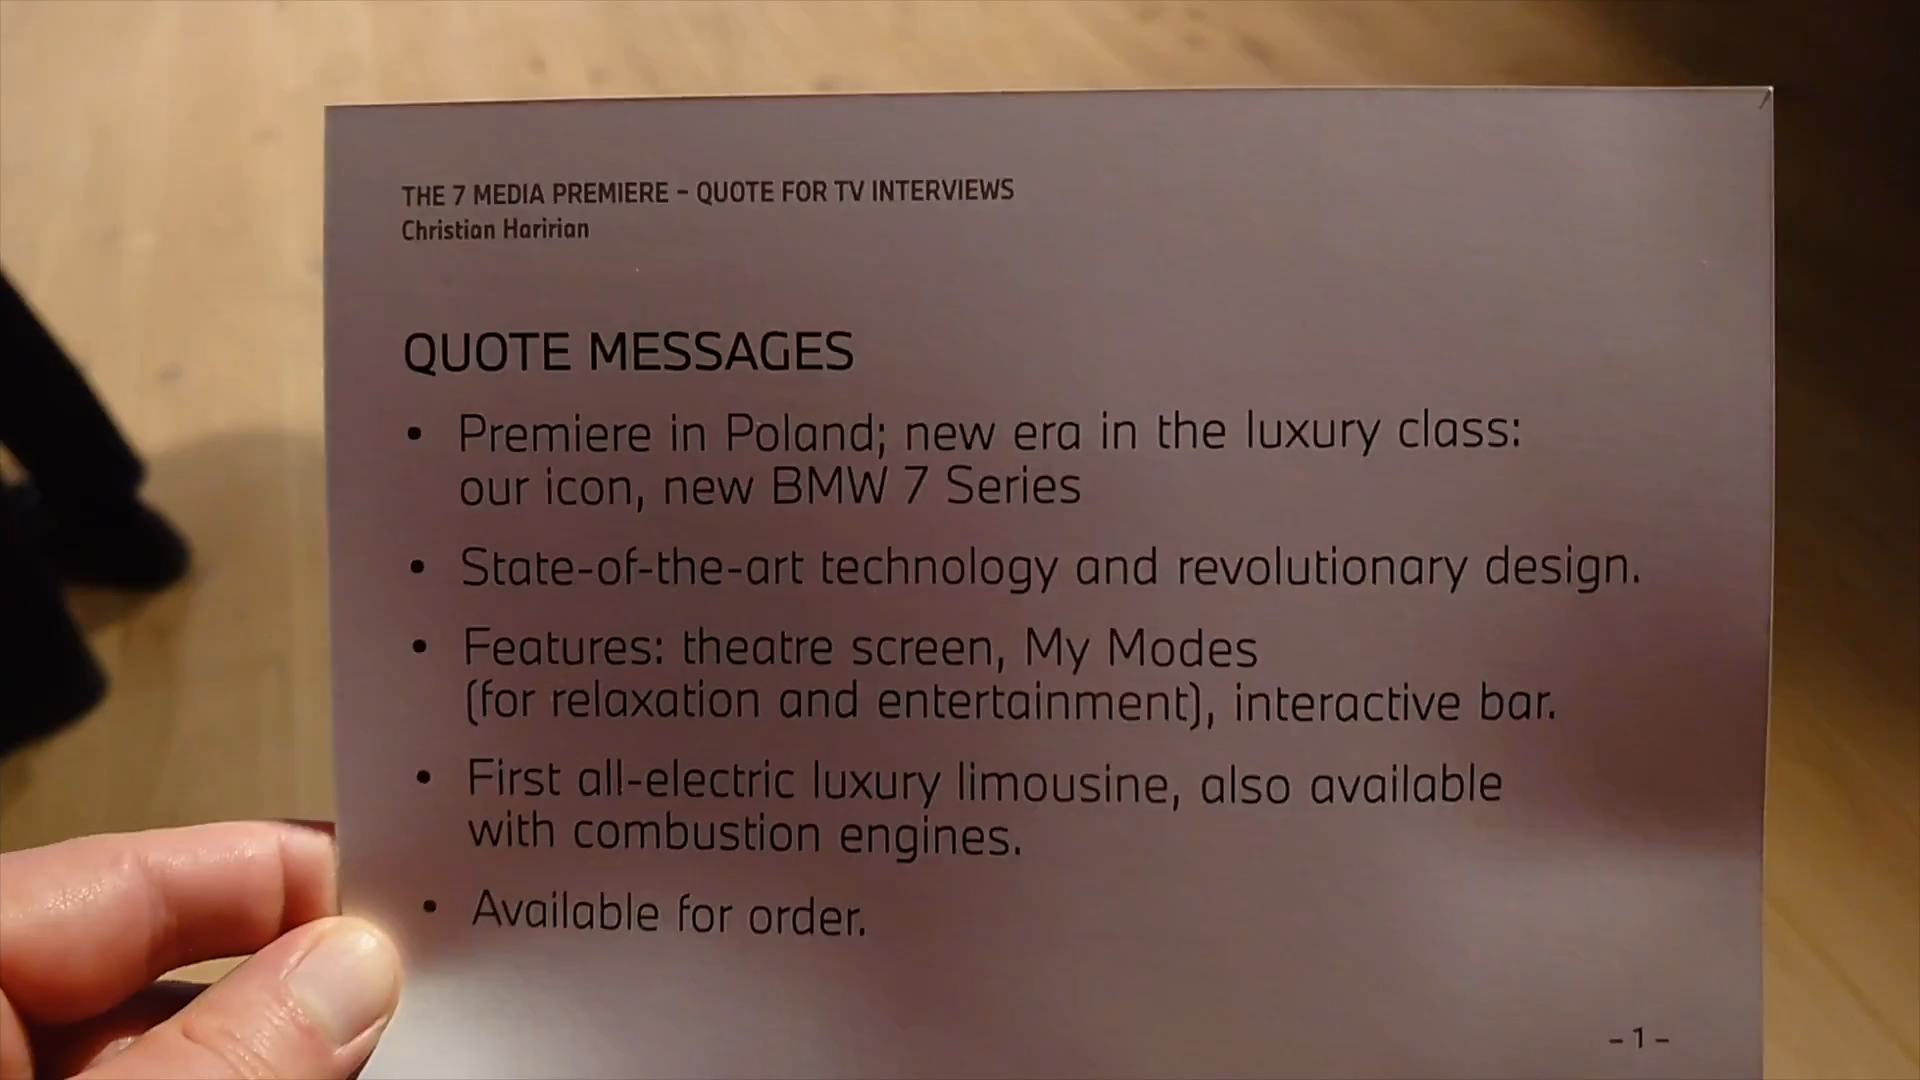 THE 7 MEDIA PREMIERE – QUOTE FOR TV INTERVIEWS
Christian Haririan
QUOTE MESSAGES
• Premiere in Poland; new era in the luxury class:
our icon, new BMW 7 Series
• State-of-the-art technology and revolutionary design.
• Features: theatre screen, My Modes
(for relaxation and entertainment), interactive bar.
• First all-electric luxury limousine, also available
with combustion engines.
• Available for order.
– 1 –